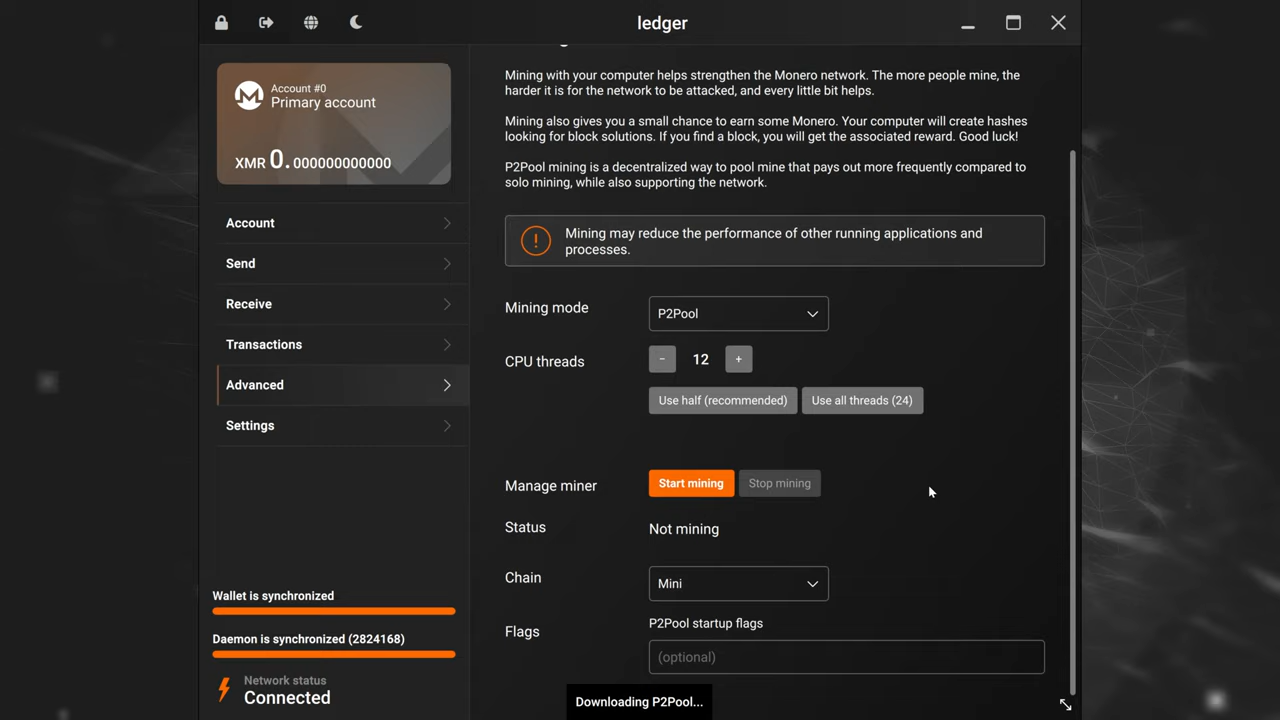 ledger
Account #0
Primary account
XMR 0.000000000000
Account
Send
Receive
Transactions
Advanced
Settings
Wallet is synchronized
Daemon is synchronized (2824168)
Network status
Connected
Mining with your computer helps strengthen the Monero network. The more people mine, the
harder it is for the network to be attacked, and every little bit helps.
Mining also gives you a small chance to earn some Monero. Your computer will create hashes
looking for block solutions. If you find a block, you will get the associated reward. Good luck!
P2Pool mining is a decentralized way to pool mine that pays out more frequently compared to
solo mining, while also supporting the network.
Mining may reduce the performance of other running applications and
processes.
Mining mode
P2Pool
CPU threads
- 12 +
Use half (recommended) Use all threads (24)
Manage miner
Start mining Stop mining
Status
Not mining
Chain
Mini
Flags
P2Pool startup flags
(optional)
Downloading P2Pool...